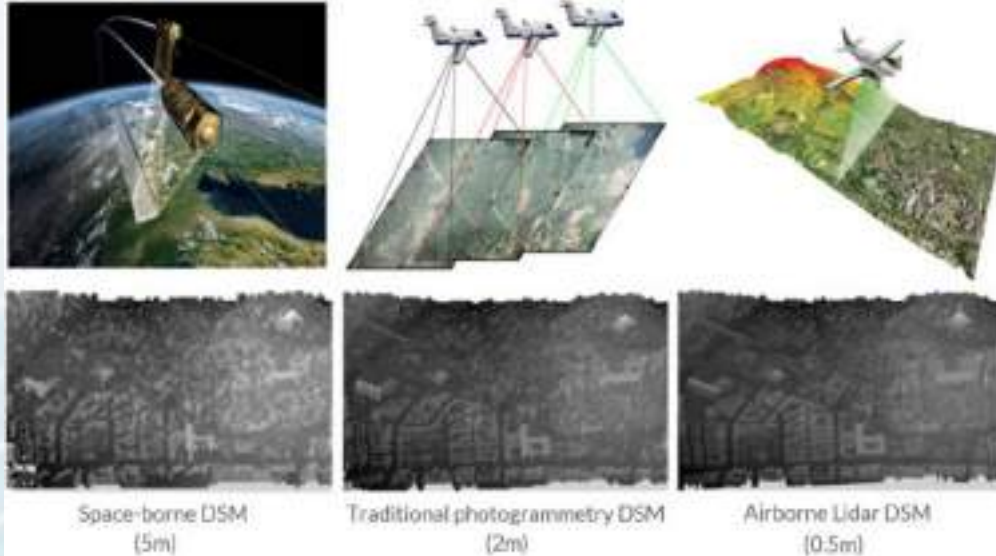 Space-borne DSM
(5m)
Traditional photogrammetry DSM
(2m)
Airborne Lidar DSM
(0.5m)